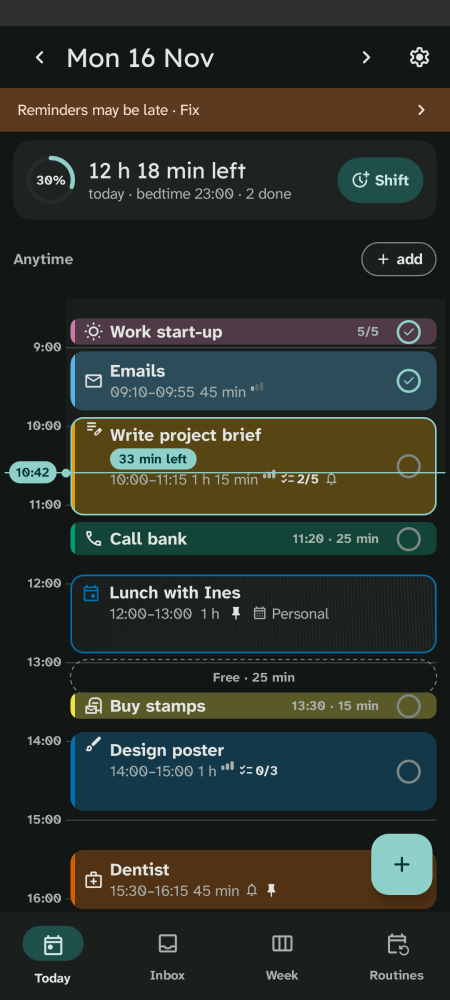 Mon 16 Nov
Reminders may be late · Fix
30%
12 h 18 min left
today · bedtime 23:00 · 2 done
Shift
Anytime
+ add
Work start-up 5/5
9:00
Emails
09:10–09:55 45 min
10:00
Write project brief
33 min left
10:42
10:00–11:15 1 h 15 min 2/5
11:00
Call bank 11:20 · 25 min
12:00
Lunch with Ines
12:00–13:00 1 h Personal
13:00
Free · 25 min
Buy stamps 13:30 · 15 min
14:00
Design poster
14:00–15:00 1 h 0/3
15:00
Dentist
15:30–16:15 45 min
16:00
Today Inbox Week Routines